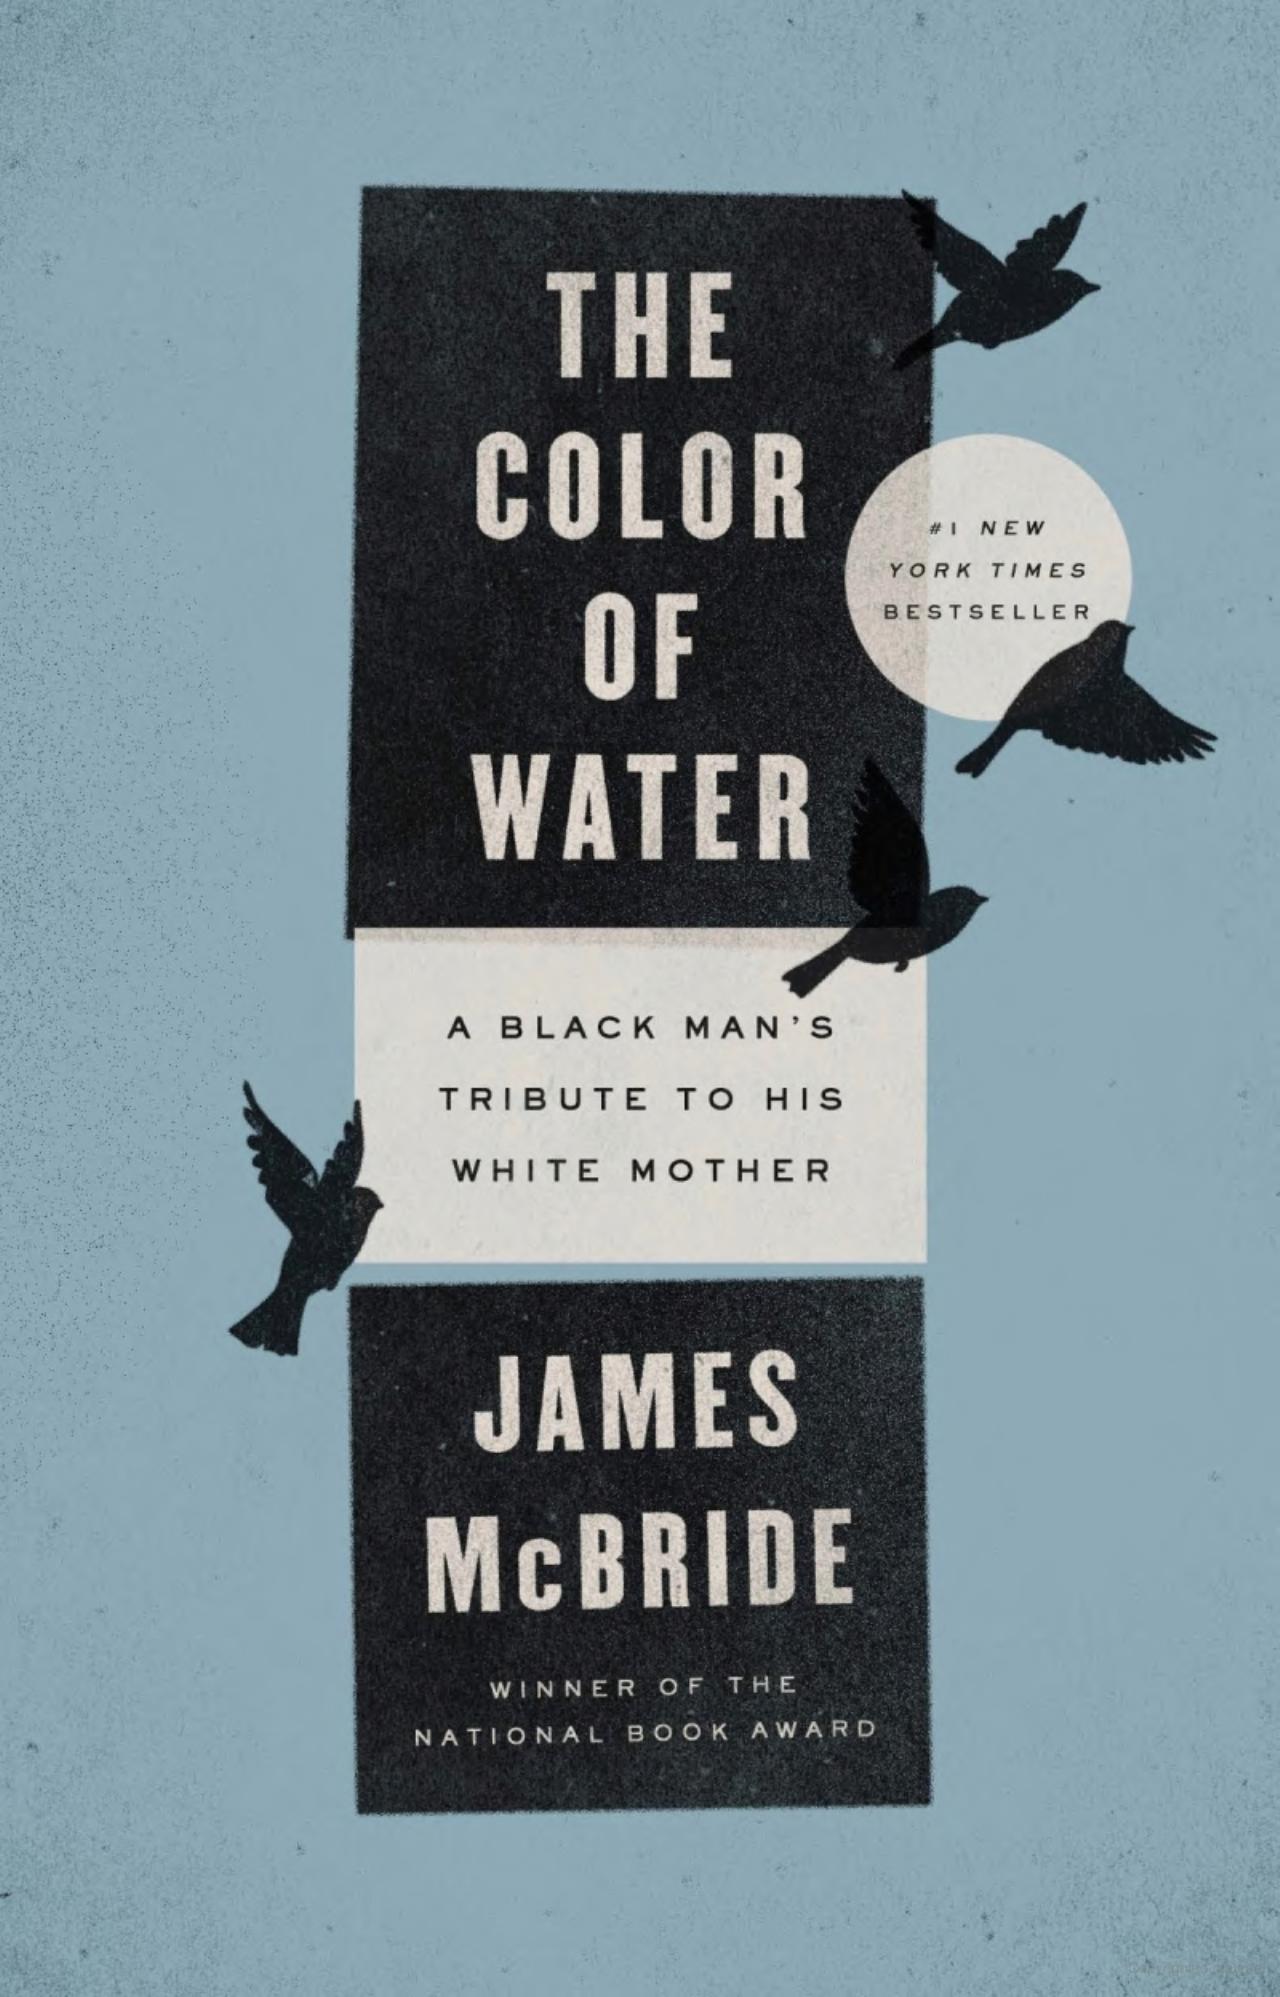 THE
COLOR
OF
WATER
#1 NEW
YORK TIMES
BESTSELLER
A BLACK MAN'S
TRIBUTE TO HIS
WHITE MOTHER
JAMES
McBRIDE
WINNER OF THE
NATIONAL BOOK AWARD